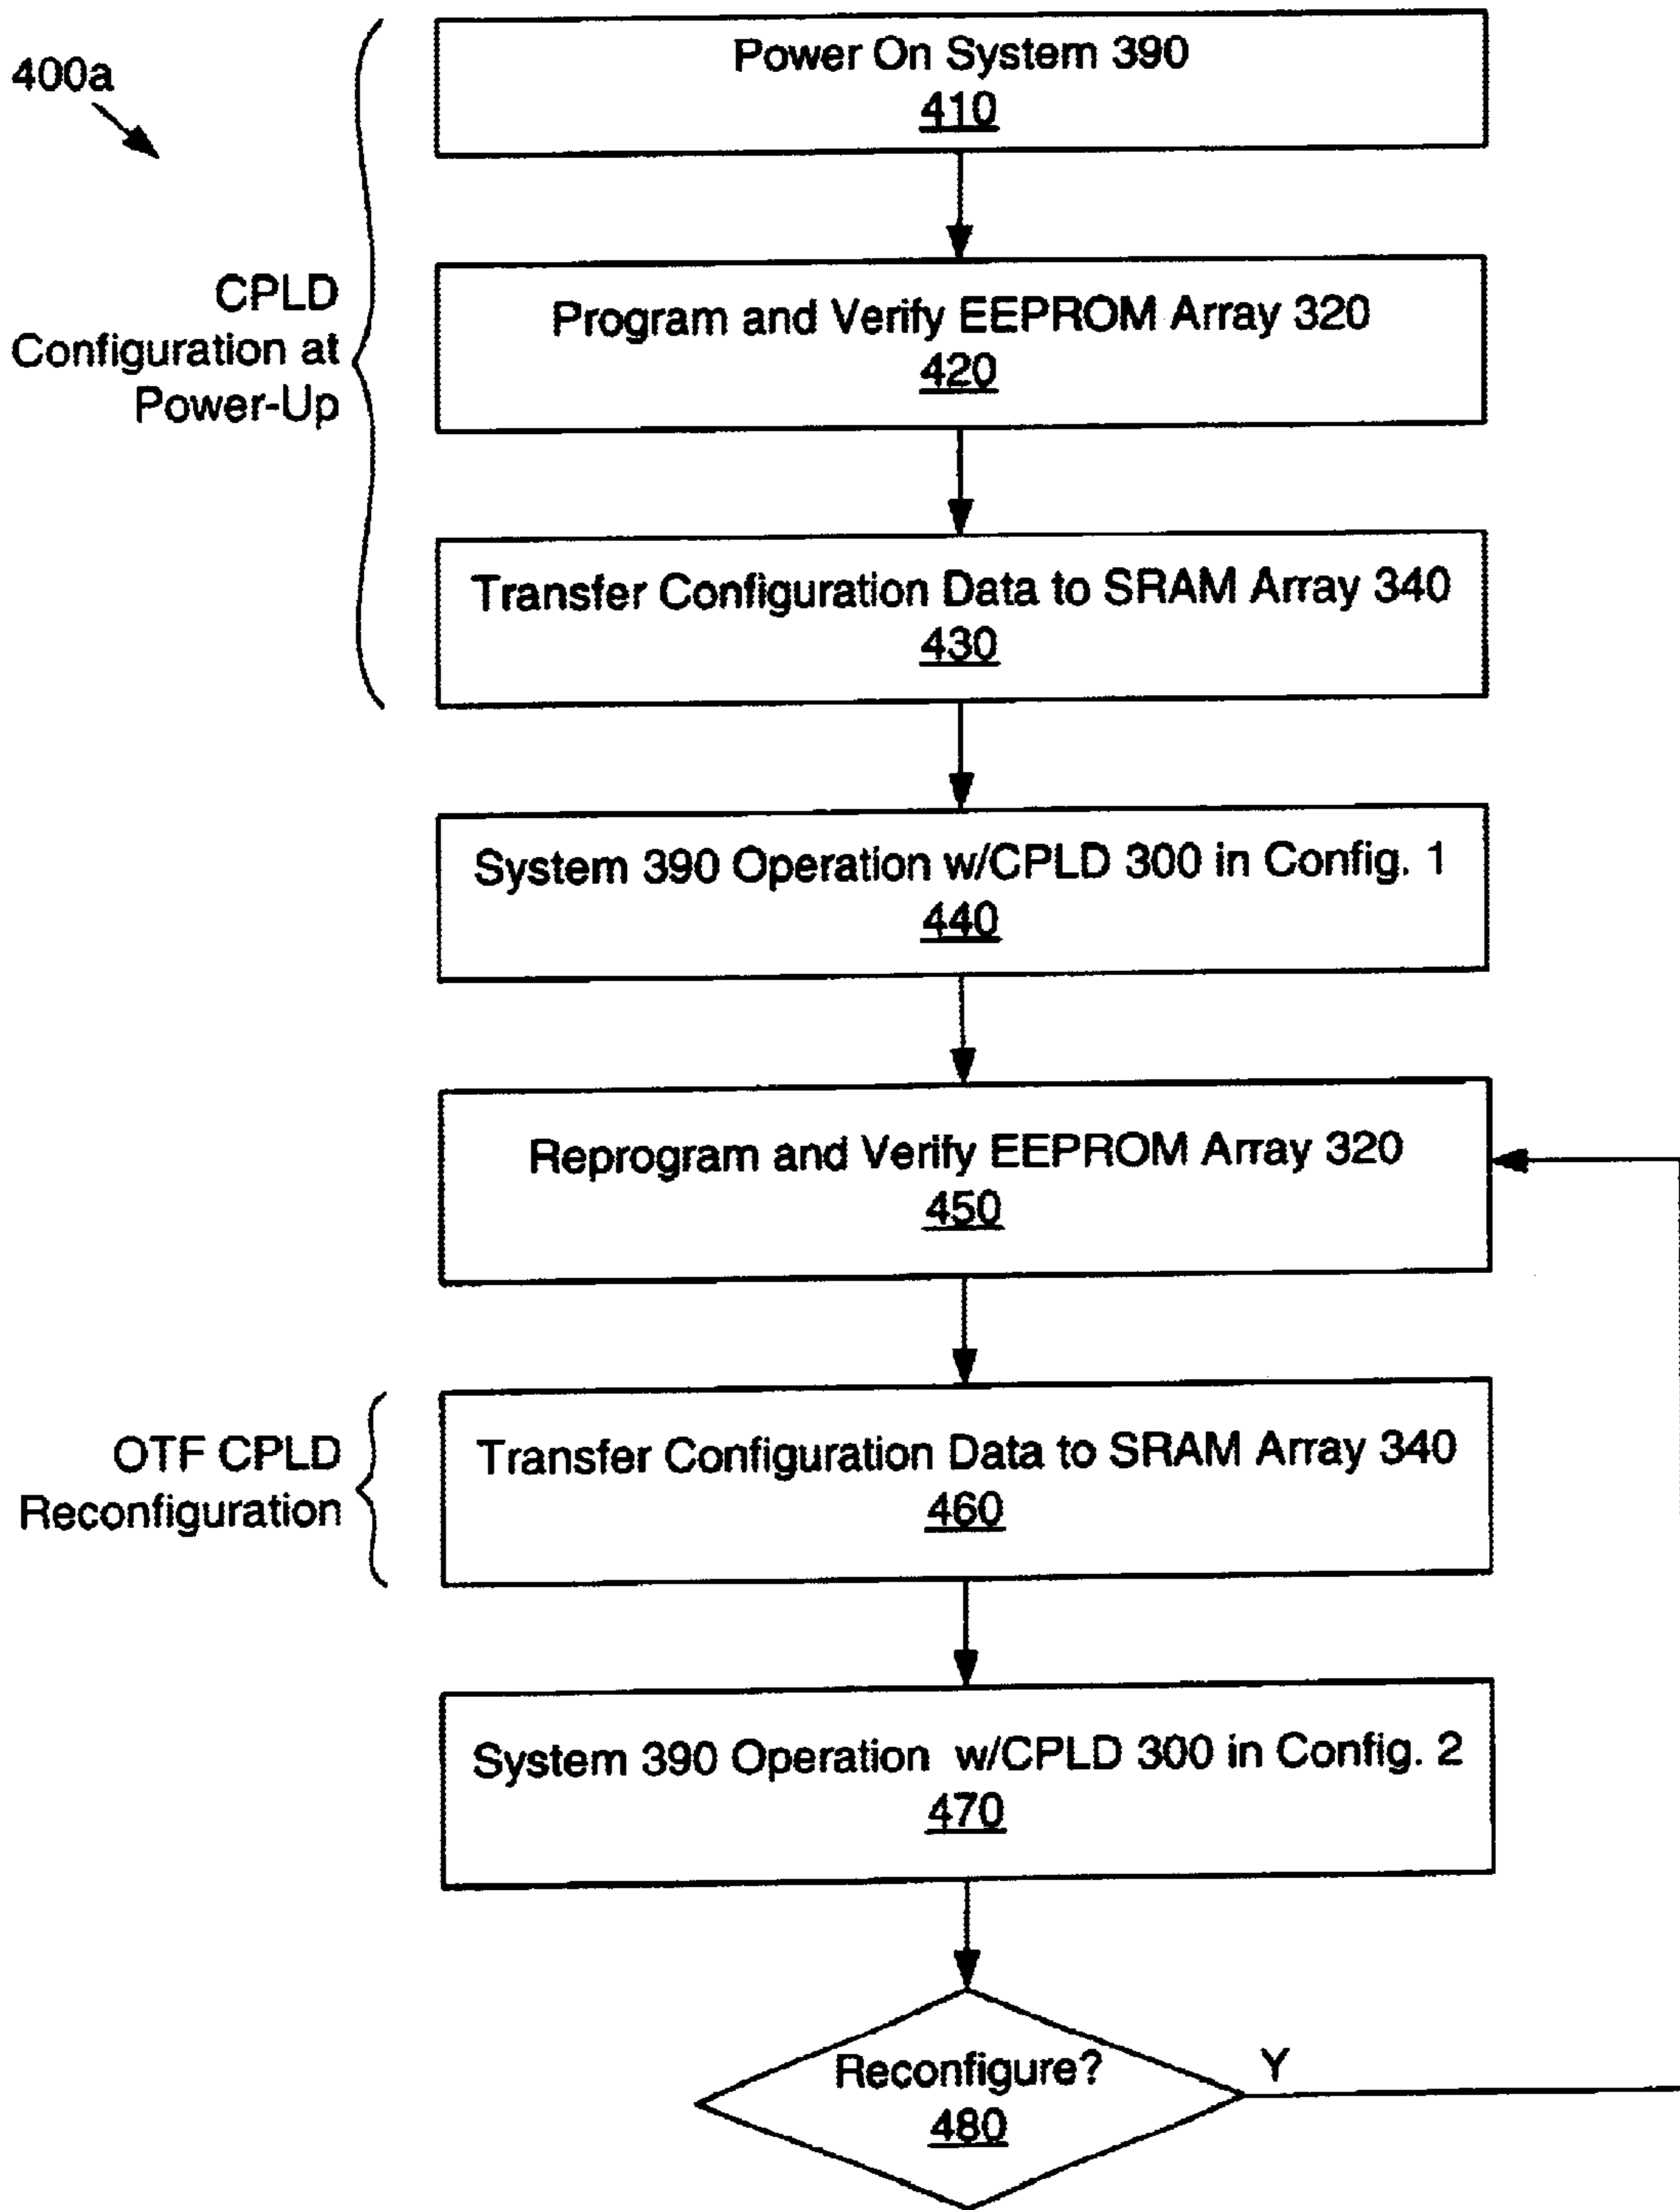 400a
Power On System 390
410
CPLD
Configuration at
Power-Up
Program and Verify EEPROM Array 320
420
Transfer Configuration Data to SRAM Array 340
430
System 390 Operation w/CPLD 300 in Config. 1
440
Reprogram and Verify EEPROM Array 320
450
OTF CPLD
Reconfiguration
Transfer Configuration Data to SRAM Array 340
460
System 390 Operation w/CPLD 300 in Config. 2
470
Reconfigure?
480
Y